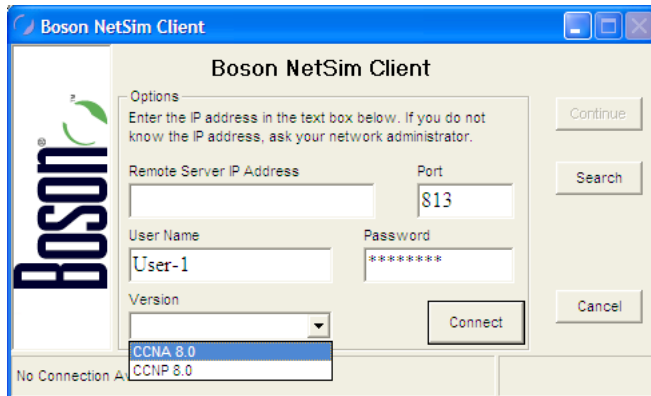 Boson NetSim Client
Boson NetSim Client
Boson®
Options
Enter the IP address in the text box below. If you do not
know the IP address, ask your network administrator.
Continue
Remote Server IP Address
Port
Search
813
User Name
Password
User-1
********
Version
Connect
Cancel
CCNA 8.0
CCNP 8.0
No Connection